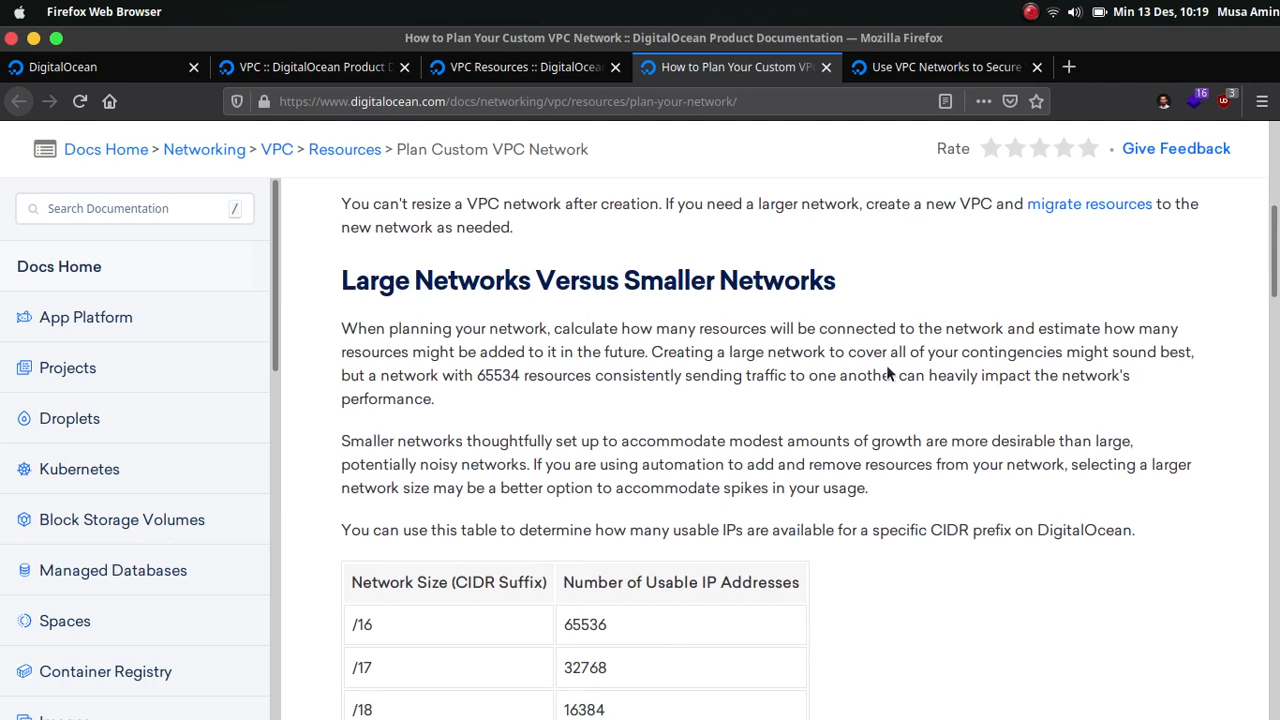 Firefox Web Browser
Min 13 Des, 10:19 Musa Amin
How to Plan Your Custom VPC Network :: DigitalOcean Product Documentation — Mozilla Firefox
DigitalOcean
VPC :: DigitalOcean Product D
VPC Resources :: DigitalOcean
How to Plan Your Custom VPC
Use VPC Networks to Secure
https://www.digitalocean.com/docs/networking/vpc/resources/plan-your-network/
16
3
Docs Home > Networking > VPC > Resources > Plan Custom VPC Network
Rate
Give Feedback
Search Documentation /
Docs Home
App Platform
Projects
Droplets
Kubernetes
Block Storage Volumes
Managed Databases
Spaces
Container Registry
You can't resize a VPC network after creation. If you need a larger network, create a new VPC and migrate resources to the
new network as needed.
Large Networks Versus Smaller Networks
When planning your network, calculate how many resources will be connected to the network and estimate how many
resources might be added to it in the future. Creating a large network to cover all of your contingencies might sound best,
but a network with 65534 resources consistently sending traffic to one another can heavily impact the network's
performance.
Smaller networks thoughtfully set up to accommodate modest amounts of growth are more desirable than large,
potentially noisy networks. If you are using automation to add and remove resources from your network, selecting a larger
network size may be a better option to accommodate spikes in your usage.
You can use this table to determine how many usable IPs are available for a specific CIDR prefix on DigitalOcean.
Network Size (CIDR Suffix) Number of Usable IP Addresses
/16 65536
/17 32768
/18 16384